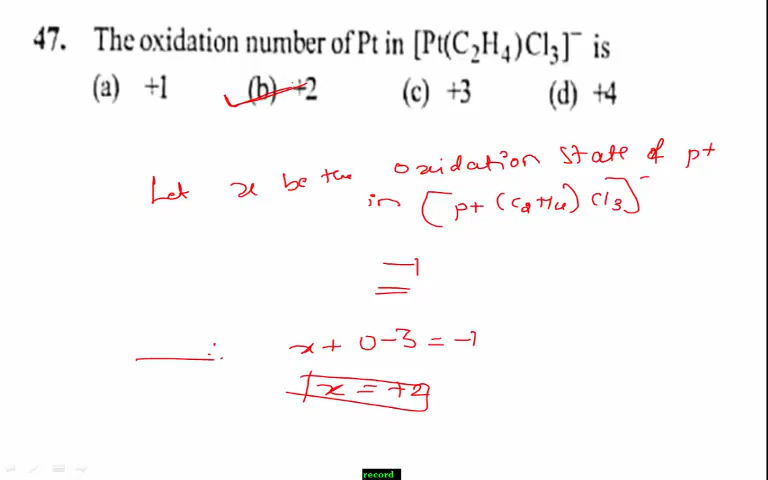 47. The oxidation number of Pt in [Pt(C₂H₄)Cl₃]⁻ is
(a) +1 (b) +2 (c) +3 (d) +4
Let x be the oxidation state of pt
in [pt (C₂H₄) Cl₃]⁻
-1
∴ x + 0 - 3 = -1
x = +2
record